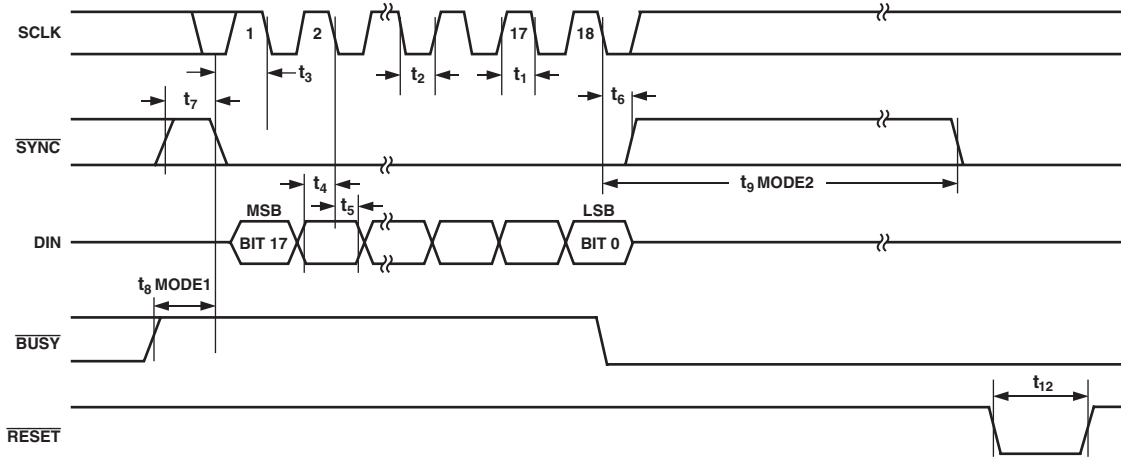 SCLK
1
2
17
18
t3
t2
t1
t7
t6
SYNC
t4
t9 MODE2
t5
MSB
LSB
DIN
BIT 17
BIT 0
t8 MODE1
BUSY
t12
RESET